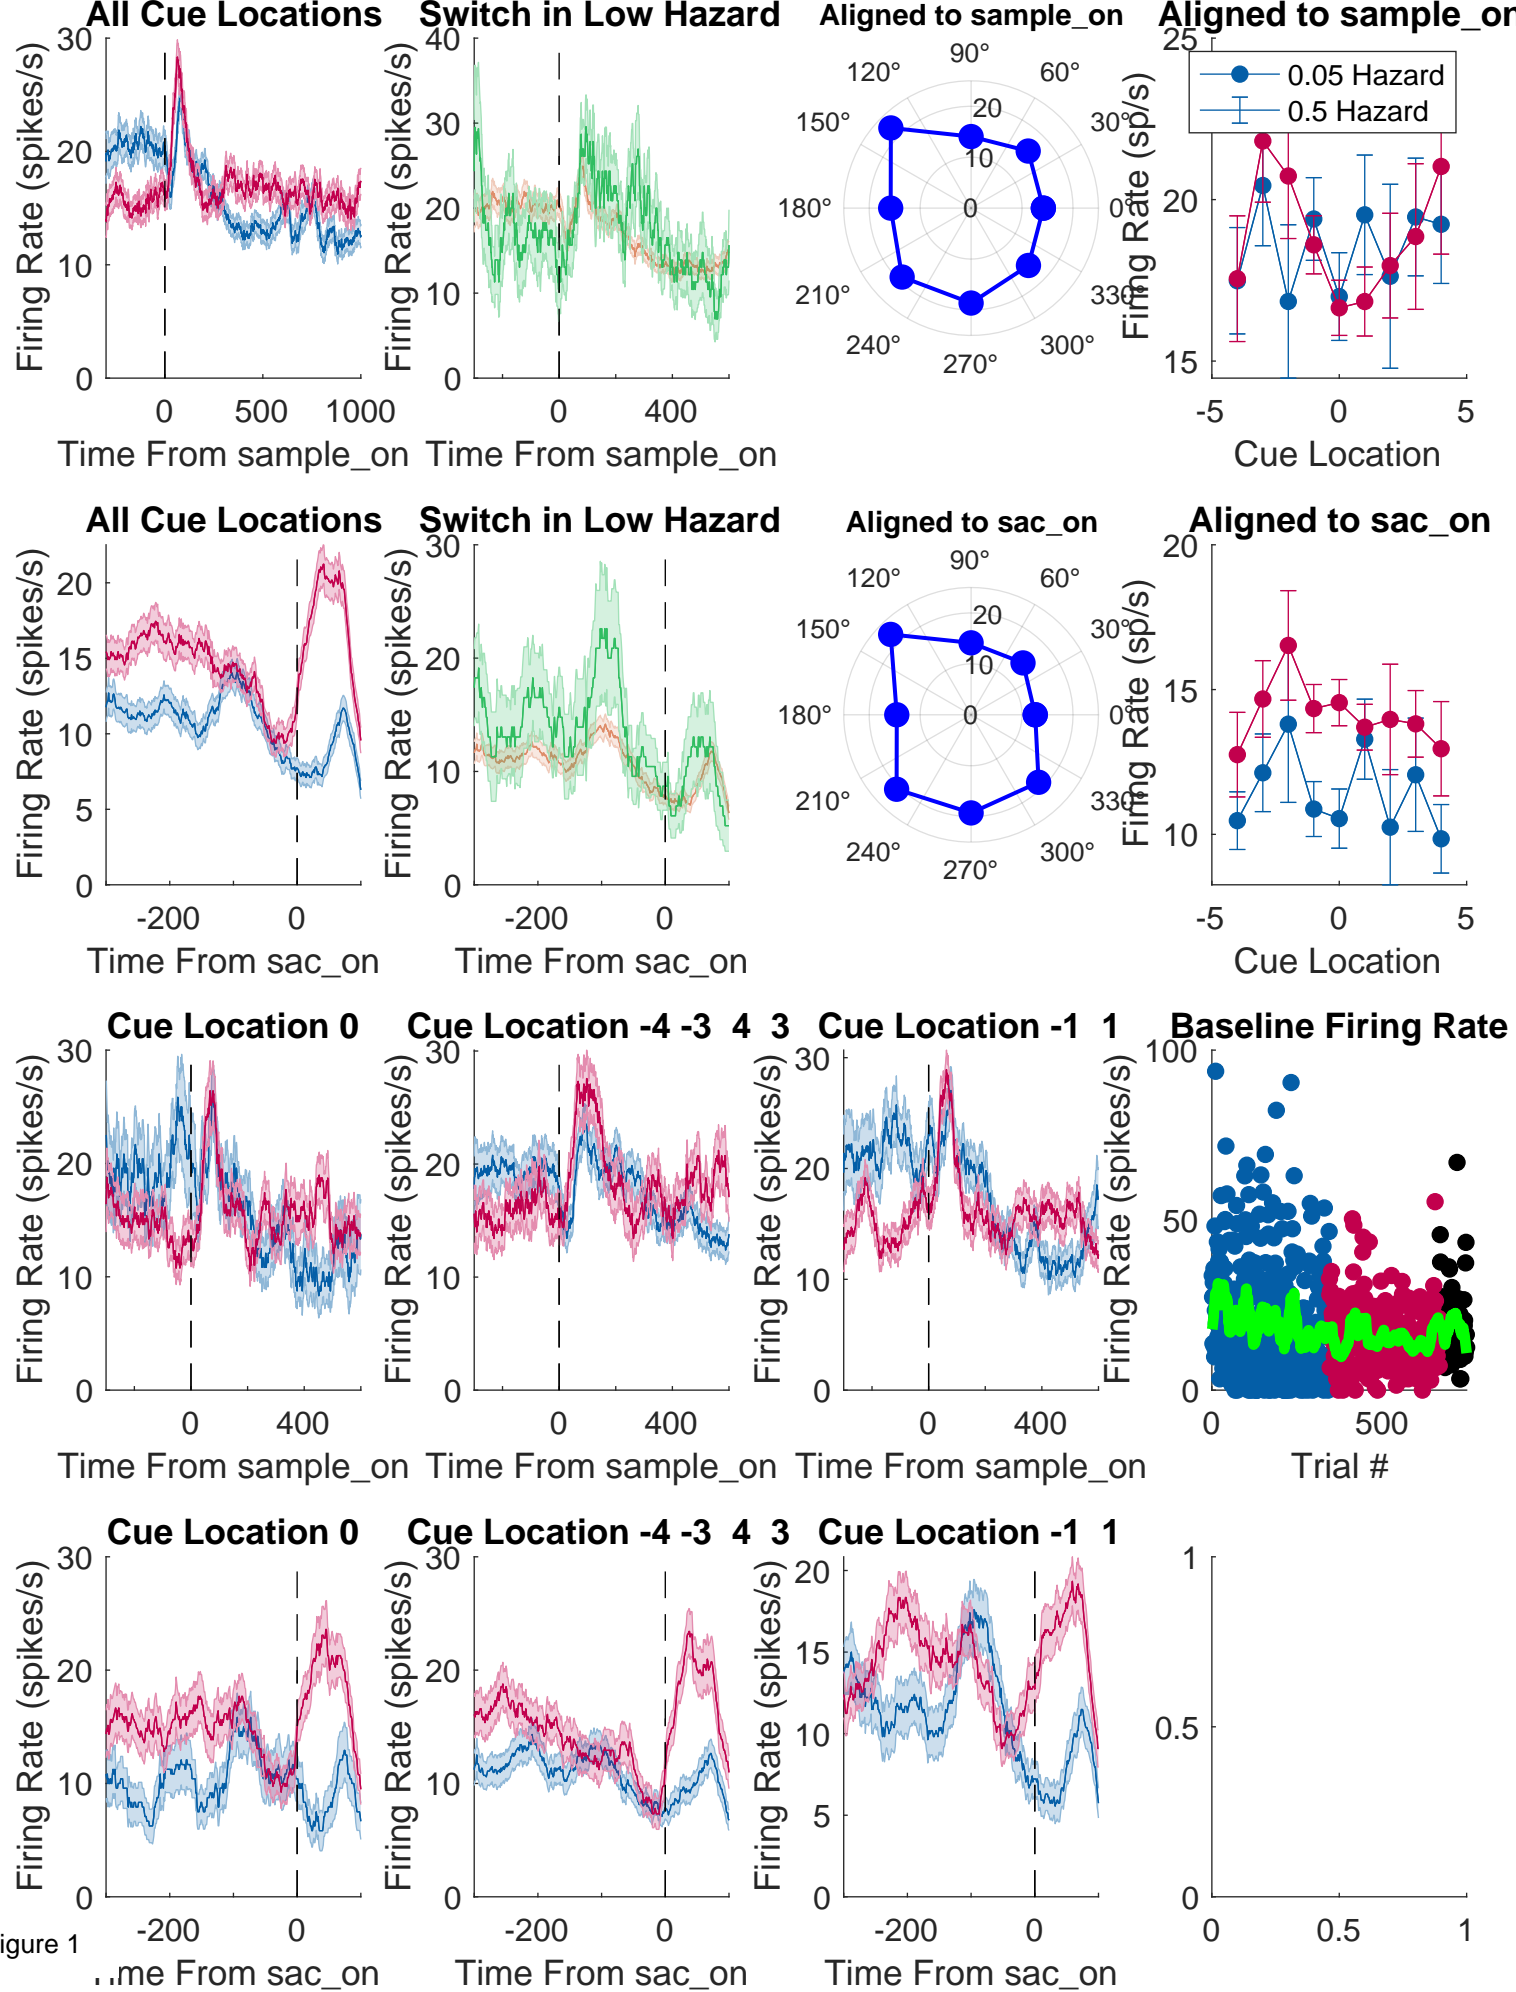 All Cue Locations
Switch in Low Hazard
Aligned to sample_on
Aligned to sample_on
Firing Rate (spikes/s)
30
20
10
0
0 500 1000
Time From sample_on
Firing Rate (spikes/s)
40
30
20
10
0
0 400
Time From sample_on
90°
120° 60°
150° 30°
180° 0°
210° 330°
240° 300°
270°
20
10
0
Firing Rate (sp/s)
25
20
15
0.05 Hazard
0.5 Hazard
-5 0 5
Cue Location
All Cue Locations
Switch in Low Hazard
Aligned to sac_on
Aligned to sac_on
Firing Rate (spikes/s)
20
15
10
5
0
-200 0
Time From sac_on
Firing Rate (spikes/s)
30
20
10
0
-200 0
Time From sac_on
90°
120° 60°
150° 30°
180° 0°
210° 330°
240° 300°
270°
20
10
0
Firing Rate (sp/s)
20
15
10
-5 0 5
Cue Location
Cue Location 0
Cue Location -4 -3 4 3
Cue Location -1 1
Baseline Firing Rate
Firing Rate (spikes/s)
30
20
10
0
0 400
Time From sample_on
Firing Rate (spikes/s)
30
20
10
0
0 400
Time From sample_on
Firing Rate (spikes/s)
30
20
10
0
0 400
Time From sample_on
Firing Rate (spikes/s)
100
50
0
0 500
Trial #
Cue Location 0
Cue Location -4 -3 4 3
Cue Location -1 1
Firing Rate (spikes/s)
30
20
10
0
-200 0
Time From sac_on
Firing Rate (spikes/s)
30
20
10
0
-200 0
Time From sac_on
Firing Rate (spikes/s)
20
15
10
5
0
-200 0
Time From sac_on
1
0.5
0
0 0.5 1
igure 1